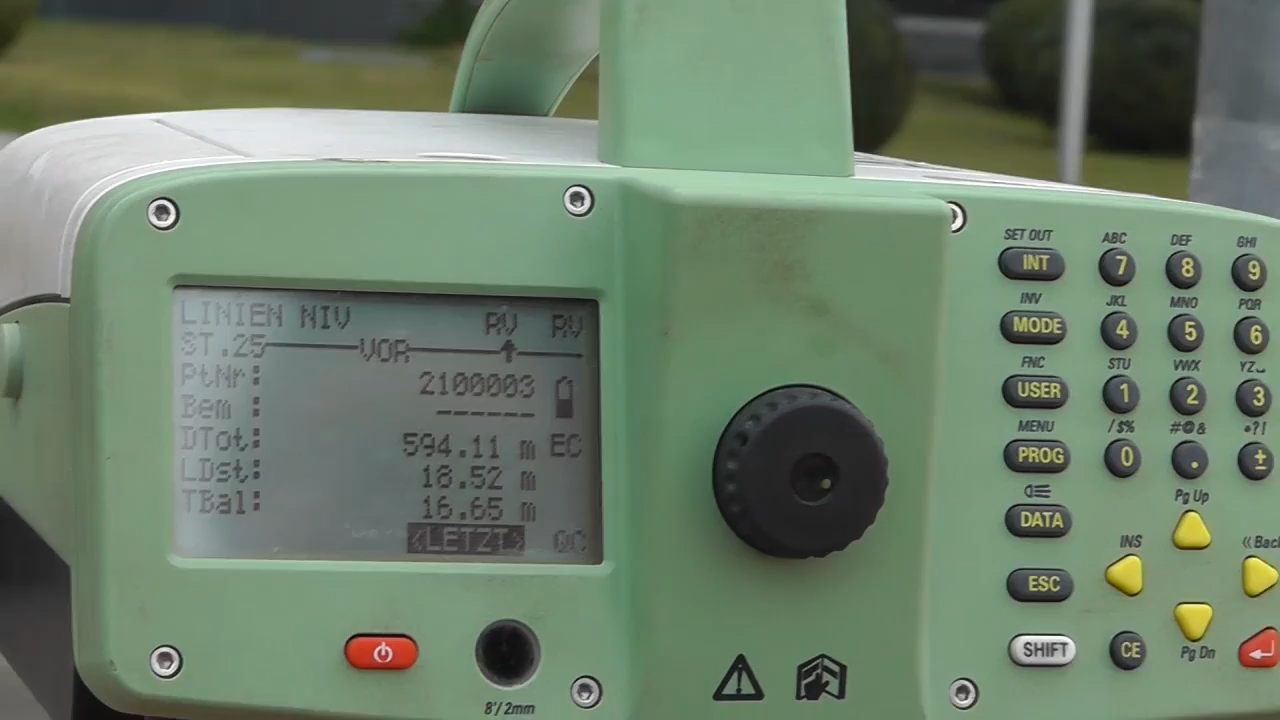 LINIEN NIV RV RV
ST.25 VOR
PtNr: 2100003
Bem : ------
DTot: 594.11 m EC
LDst: 18.52 m
TBal: 16.65 m
<LETZT>
8'/2mm
SET OUT ABC DEF GHI
INT 7 8 9
INV JKL MNO PQR
MODE 4 5 6
FNC STU VWX YZ
USER 1 2 3
MENU /$% #@& *?!
PROG 0 . ±
Pg Up
DATA
INS «Back
ESC
SHIFT CE Pg Dn